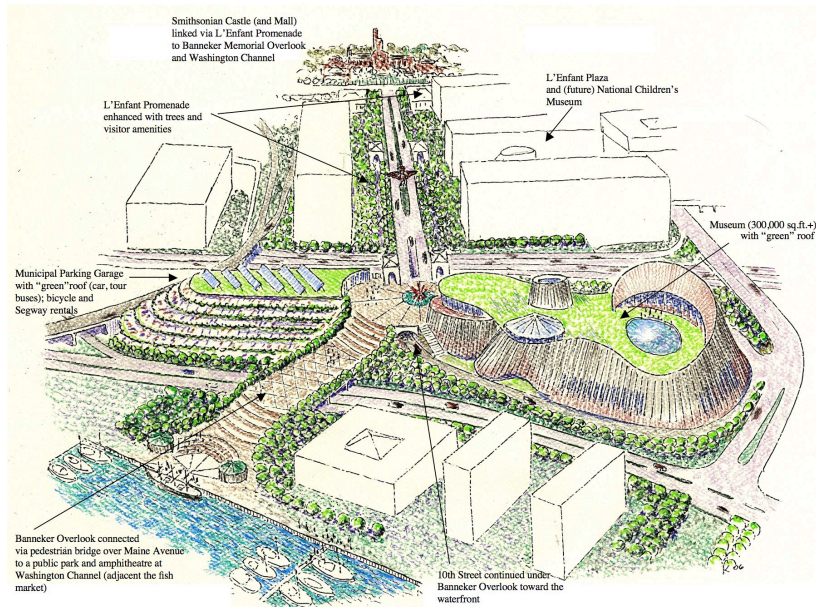 Smithsonian Castle (and Mall)
linked via L'Enfant Promenade
to Banneker Memorial Overlook
and Washington Channel
L'Enfant Plaza
and (future) National Children's
Museum
L'Enfant Promenade
enhanced with trees and
visitor amenities
Museum (300,000 sq.ft.+)
with "green" roof
Municipal Parking Garage
with "green"roof (car, tour
buses); bicycle and
Segway rentals
Banneker Overlook connected
via pedestrian bridge over Maine Avenue
to a public park and amphitheatre at
Washington Channel (adjacent the fish
market)
10th Street continued under
Banneker Overlook toward the
waterfront